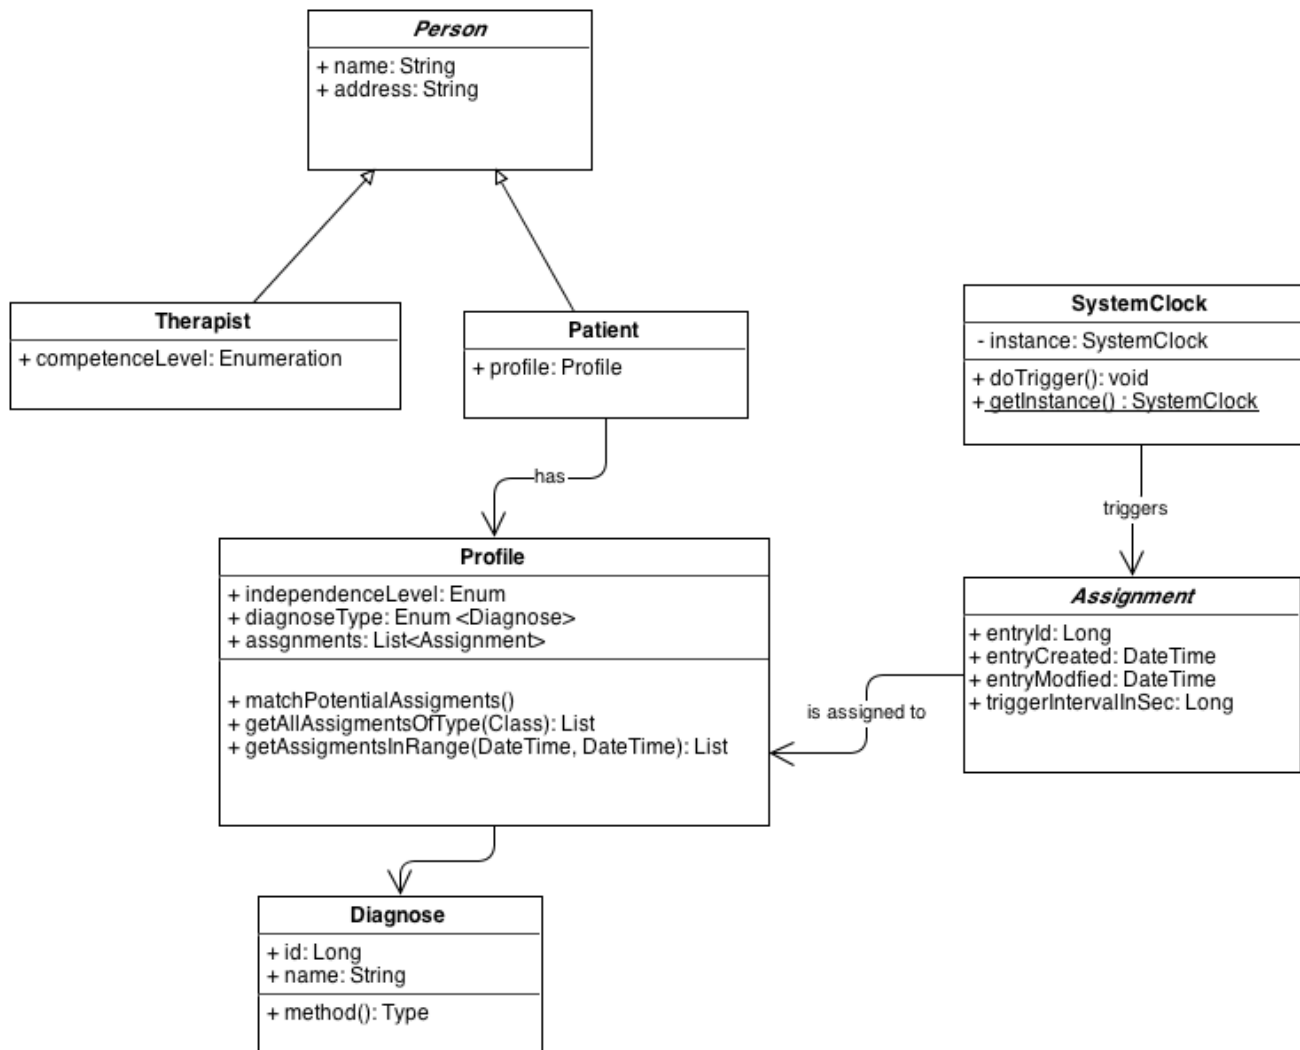 Person
+ name: String
+ address: String
Therapist
+ competenceLevel: Enumeration
Patient
+ profile: Profile
SystemClock
- instance: SystemClock
+ doTrigger(): void
+ getInstance() : SystemClock
has
triggers
Profile
+ independenceLevel: Enum
+ diagnoseType: Enum <Diagnose>
+ assgnments: List<Assignment>
+ matchPotentialAssigments()
+ getAllAssigmentsOfType(Class): List
+ getAssigmentsInRange(DateTime, DateTime): List
is assigned to
Assignment
+ entryId: Long
+ entryCreated: DateTime
+ entryModfied: DateTime
+ triggerIntervalInSec: Long
Diagnose
+ id: Long
+ name: String
+ method(): Type